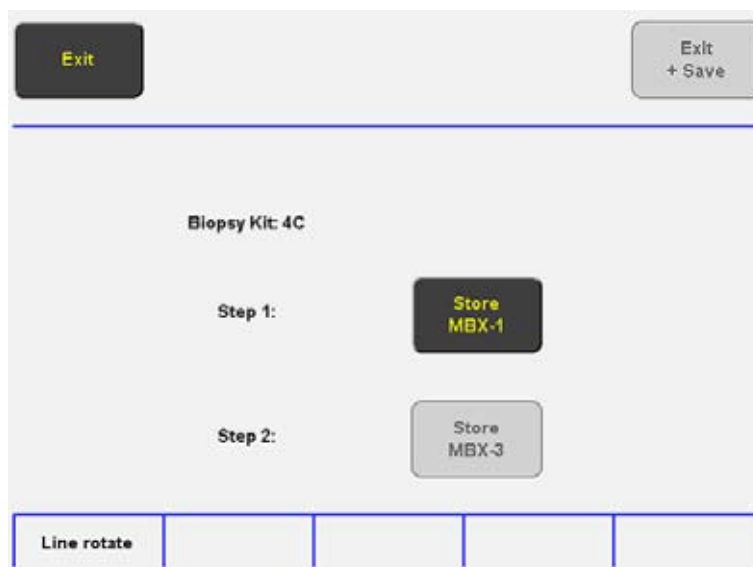 Exit
Exit
+ Save
Biopsy Kit: 4C
Step 1:
Store
MBX-1
Step 2:
Store
MBX-3
Line rotate